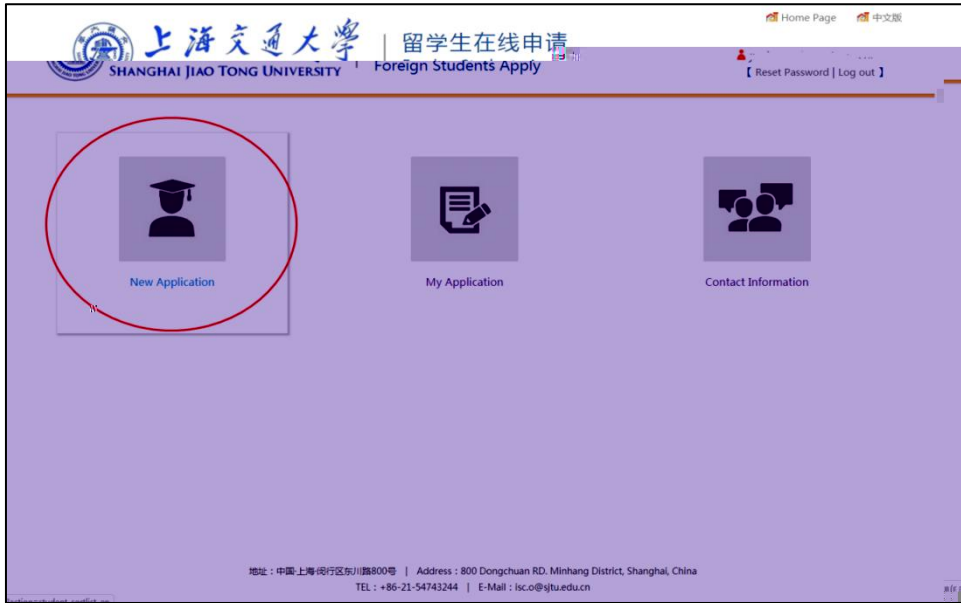 Home Page 中文版
上海交通大學 | 留学生在线申请
SHANGHAI JIAO TONG UNIVERSITY Foreign Students Apply
【 Reset Password | Log out 】
New Application
My Application
Contact Information
地址：中国·上海·闵行区东川路800号 | Address : 800 Dongchuan RD. Minhang District, Shanghai, China
TEL : +86-21-54743244 | E-Mail : isc.o@sjtu.edu.cn